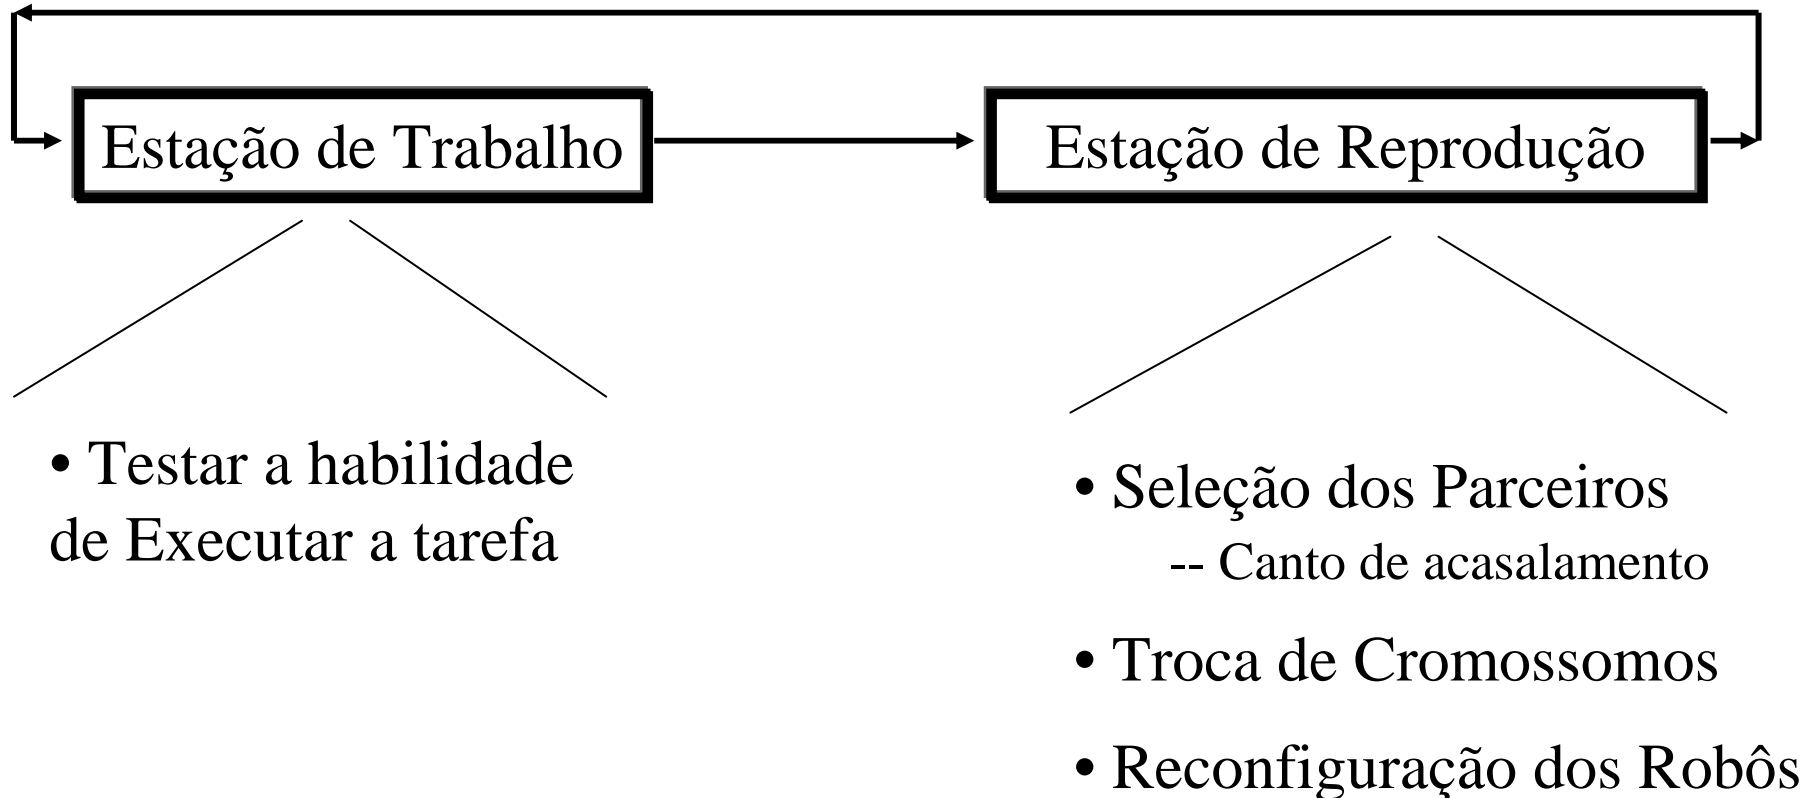 Estação de Trabalho
Estação de Reprodução
• Testar a habilidade
de Executar a tarefa
• Seleção dos Parceiros
-- Canto de acasalamento
• Troca de Cromossomos
• Reconfiguração dos Robôs